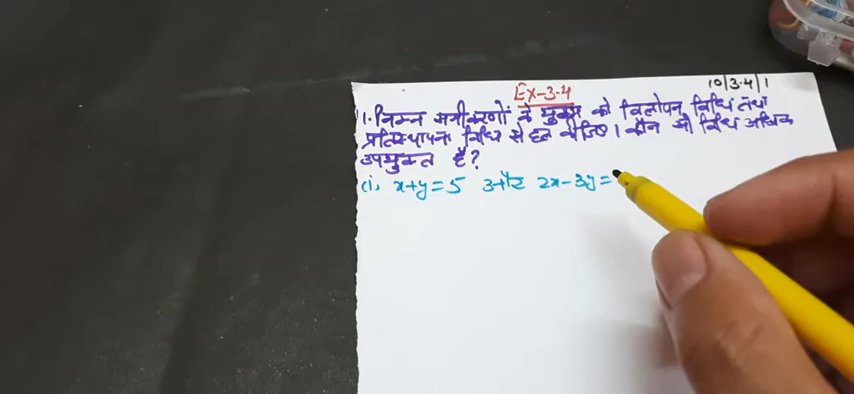 Ex-3.4
10/3.4/1
1. निम्न समीकरणों के युग्म को विलोपन विधि तथा
प्रतिस्थापना विधि से हल कीजिए। कौन सी विधि अधिक
उपयुक्त है?
(i) x+y=5 और 2x-3y=